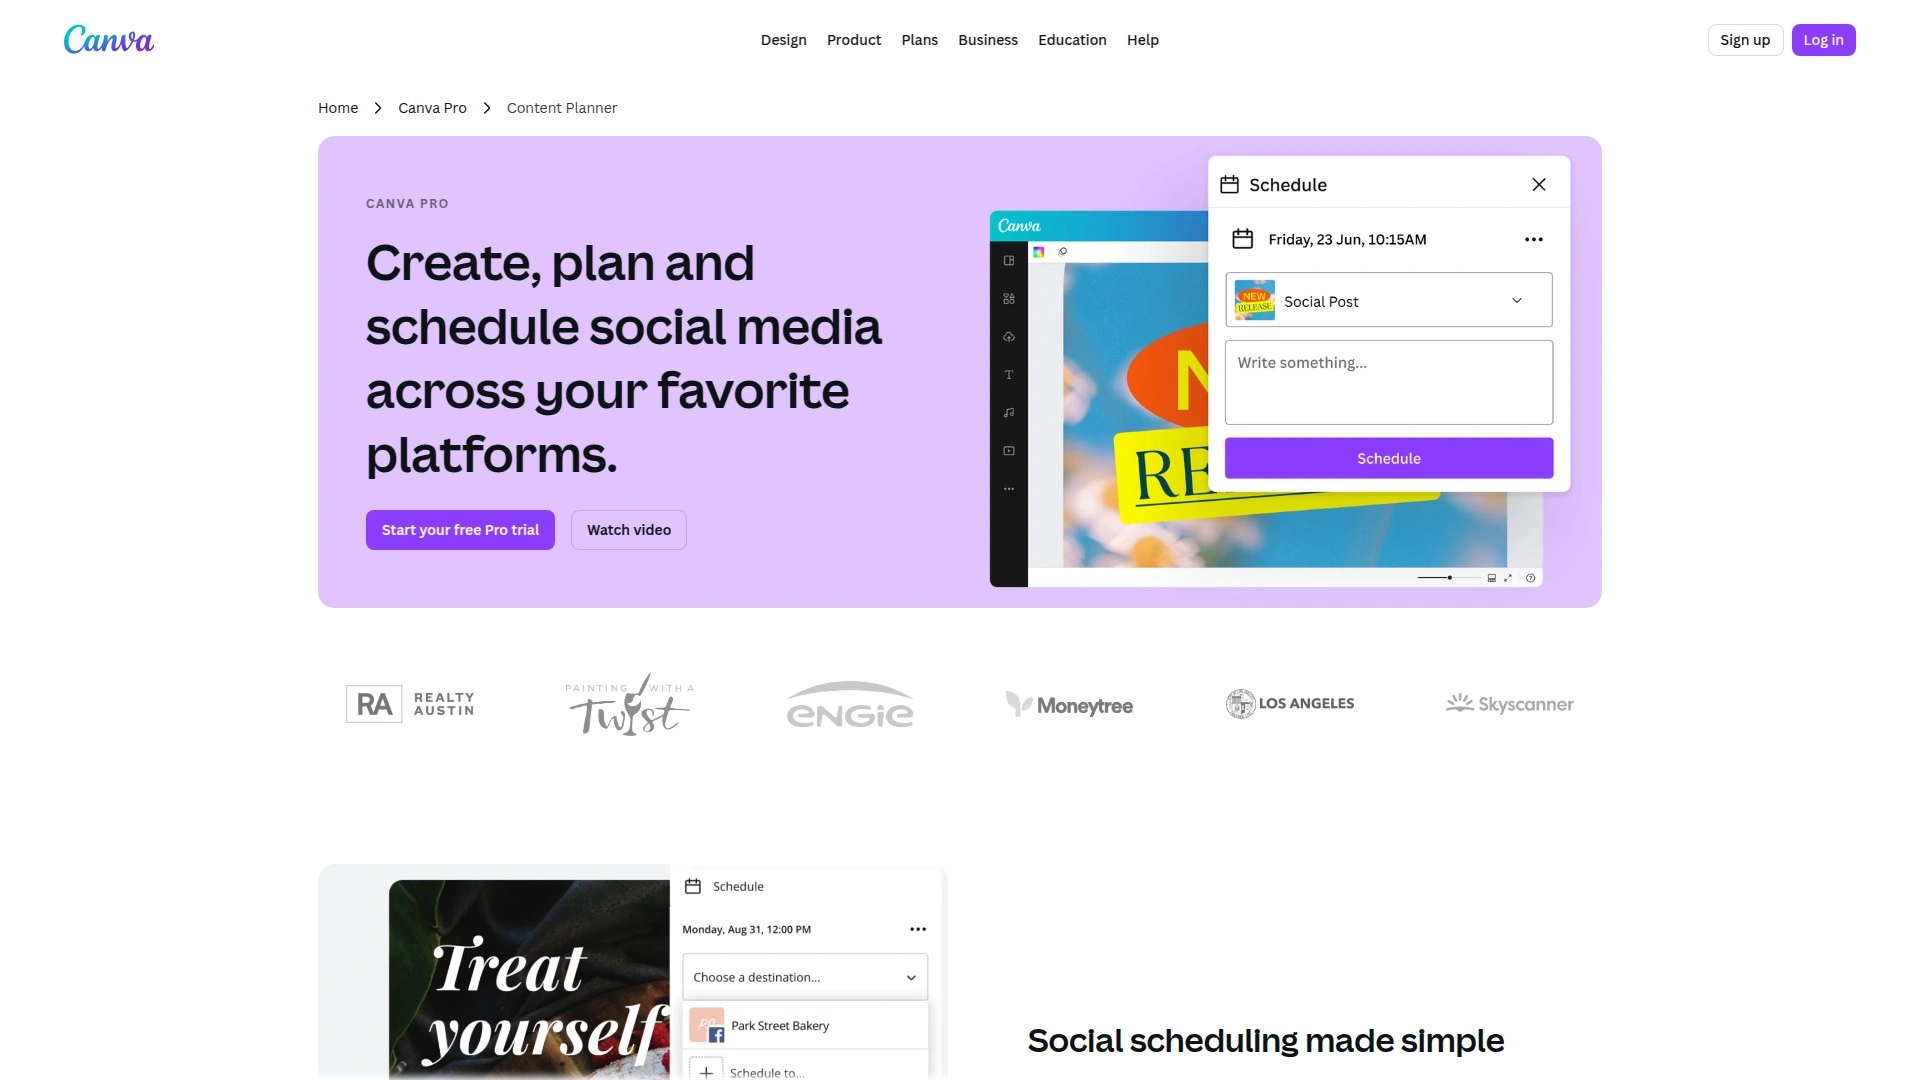 Canva
Design
Product
Plans
Business
Education
Help
Sign up
Log in
Home
Canva Pro
Content Planner
CANVA PRO
Create, plan and
schedule social media
across your favorite
platforms.
Start your free Pro trial
Watch video
Canva
Schedule
Friday, 23 Jun, 10:15AM
NEW
RELEASE
Social Post
Write something...
Schedule
N
RE
RA
REALTY
AUSTIN
PAINTING WITH A
Twist
ENGIE
Moneytree
LOS ANGELES
Skyscanner
Treat
yourself
Schedule
Monday, Aug 31, 12:00 PM
Choose a destination...
Park Street Bakery
Schedule to...
Social scheduling made simple